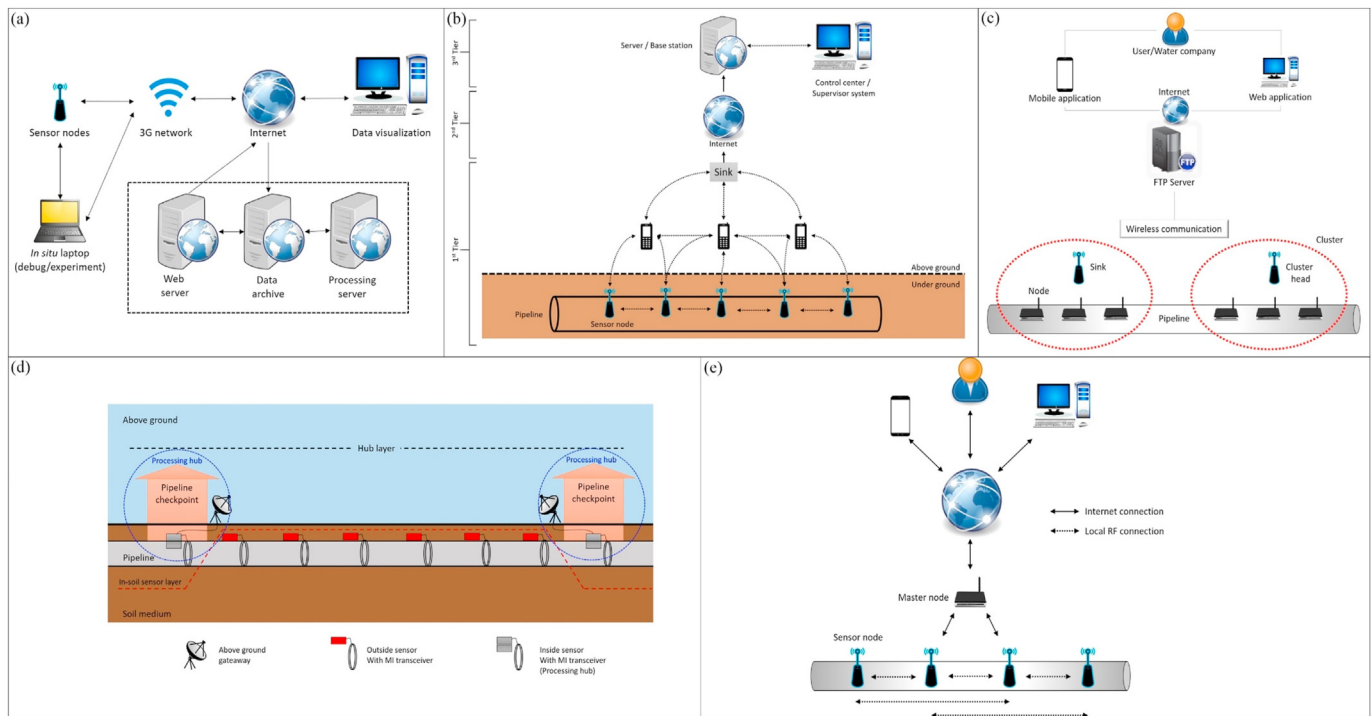 (a)
Sensor nodes
3G network
Internet
Data visualization
In situ laptop
(debug/experiment)
Web
server
Data
archive
Processing
server
(b)
3rd Tier
2nd Tier
1st Tier
Server / Base station
Control center /
Supervisor system
Internet
Sink
Above ground
Under ground
Pipeline
Sensor node
(c)
User/Water company
Mobile application
Internet
Web application
FTP
FTP Server
Wireless communication
Cluster
Sink
Cluster
head
Node
Pipeline
(d)
Above ground
Hub layer
Processing hub
Processing hub
Pipeline
checkpoint
Pipeline
checkpoint
Pipeline
In-soil sensor layer
Soil medium
Above ground
gateaway
Outside sensor
With MI transceiver
Inside sensor
With MI transceiver
(Processing hub)
(e)
Internet connection
Local RF connection
Master node
Sensor node